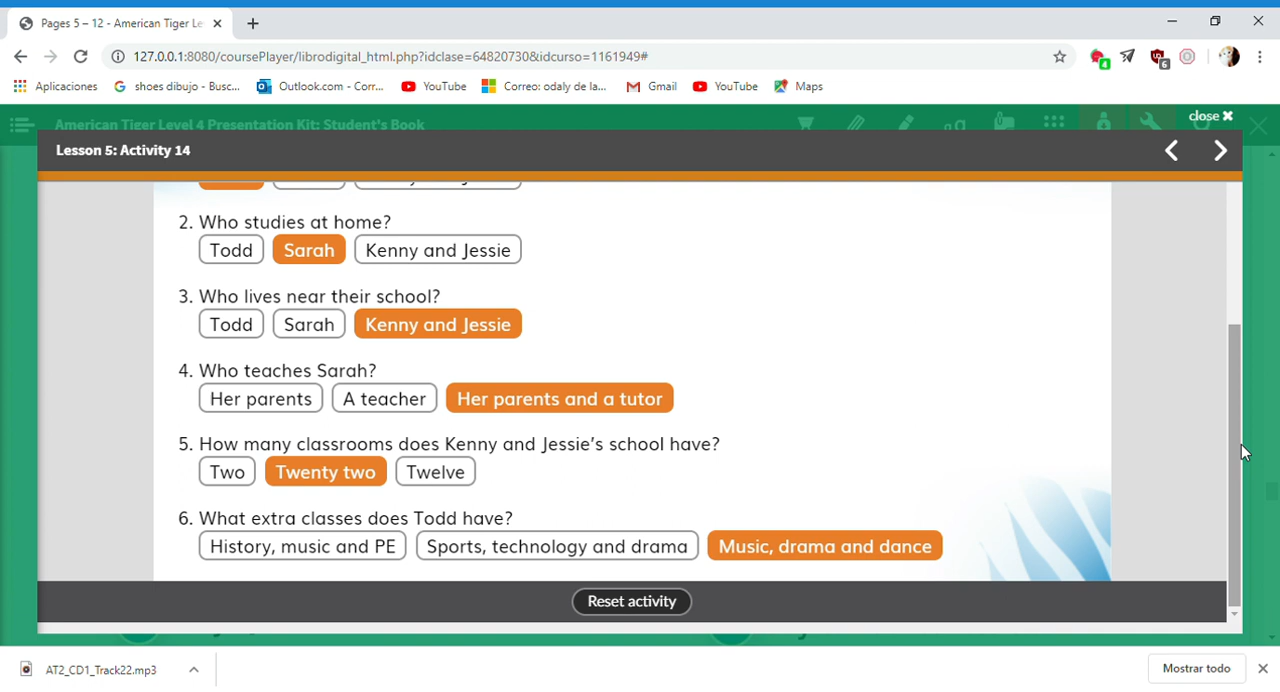 Pages 5 – 12 - American Tiger Le
127.0.0.1:8080/coursePlayer/librodigital_html.php?idclase=64820730&idcurso=1161949#
4
6
Aplicaciones shoes dibujo - Busc... Outlook.com - Corr... YouTube Correo: odaly de la... Gmail YouTube Maps
American Tiger Level 4 Presentation Kit: Student's Book
close
Lesson 5: Activity 14
2. Who studies at home?
Todd Sarah Kenny and Jessie
3. Who lives near their school?
Todd Sarah Kenny and Jessie
4. Who teaches Sarah?
Her parents A teacher Her parents and a tutor
5. How many classrooms does Kenny and Jessie's school have?
Two Twenty two Twelve
6. What extra classes does Todd have?
History, music and PE Sports, technology and drama Music, drama and dance
Reset activity
AT2_CD1_Track22.mp3 Mostrar todo